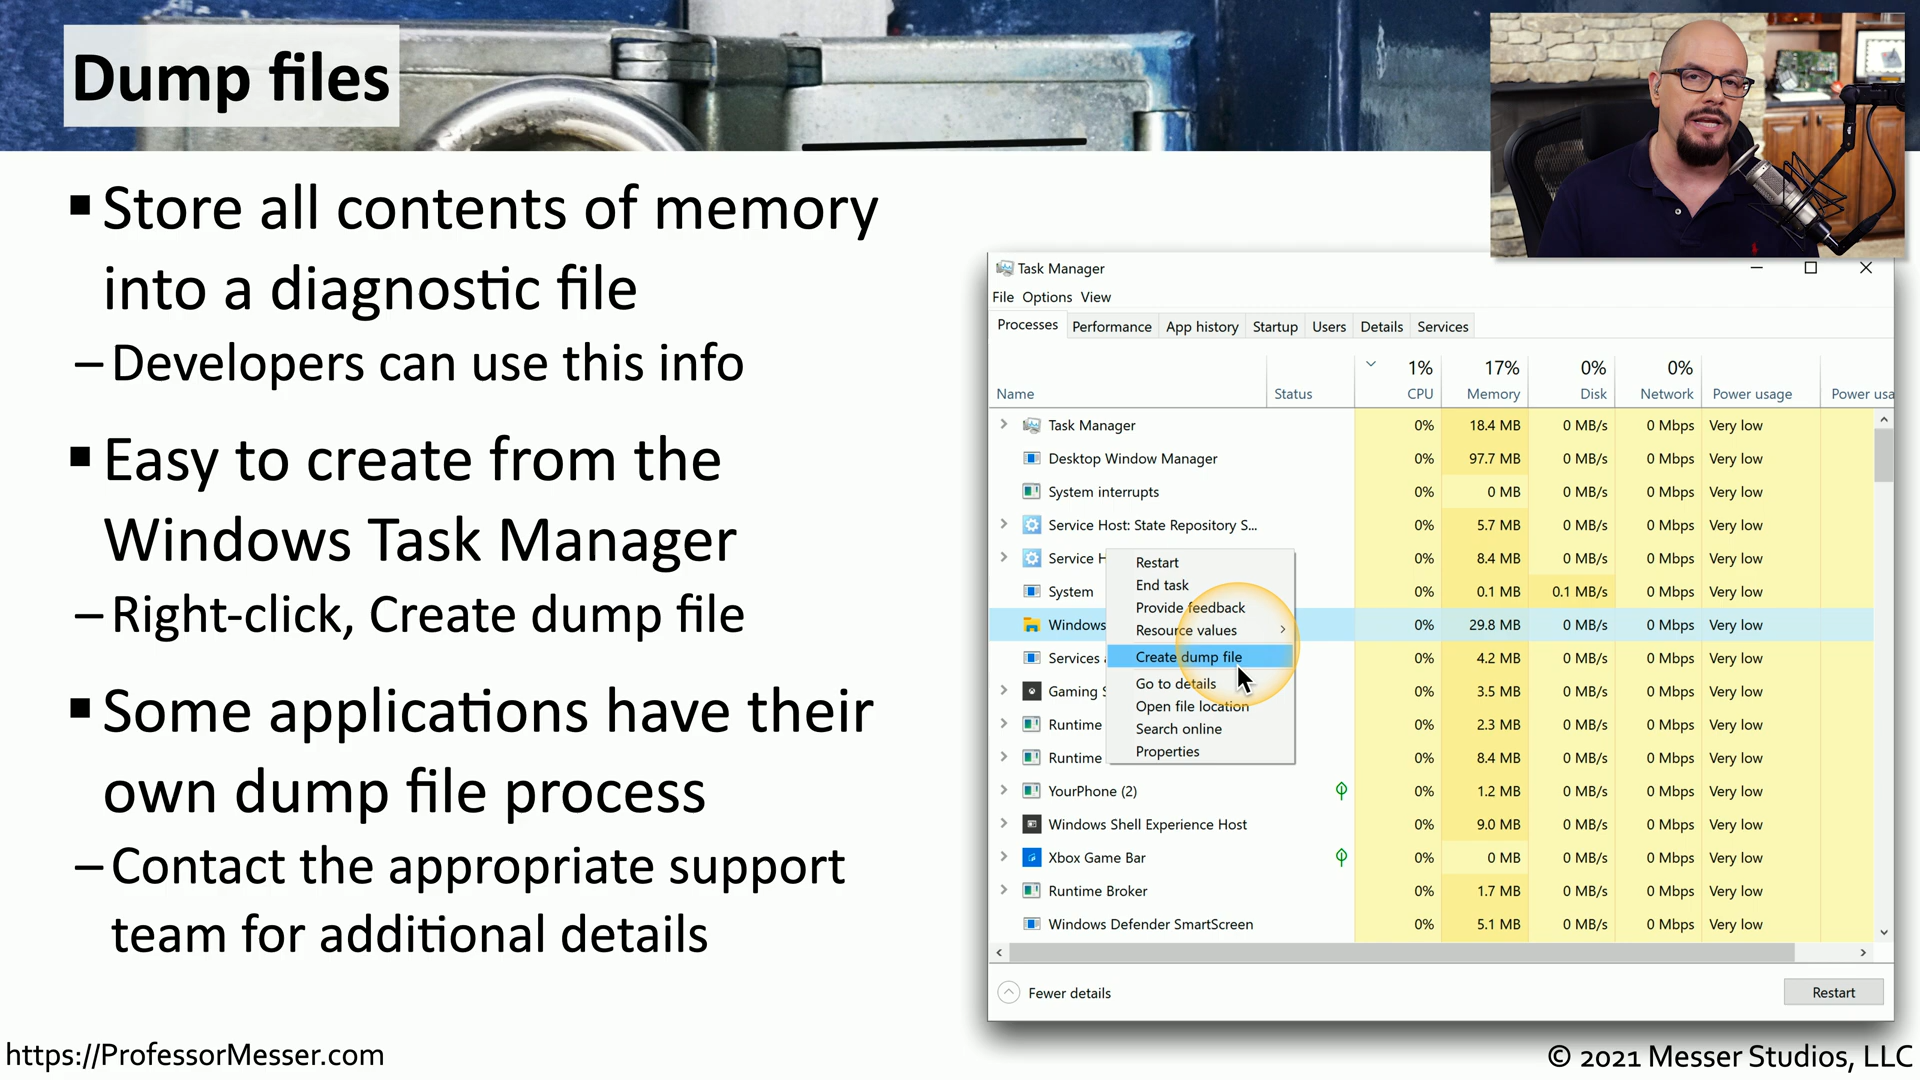 Dump files
▪ Store all contents of memory
into a diagnostic file
– Developers can use this info
▪ Easy to create from the
Windows Task Manager
– Right-click, Create dump file
▪ Some applications have their
own dump file process
– Contact the appropriate support
team for additional details
Task Manager
File Options View
Processes Performance App history Startup Users Details Services
1% 17% 0% 0%
Name Status CPU Memory Disk Network Power usage Power usa
Task Manager 0% 18.4 MB 0 MB/s 0 Mbps Very low
Desktop Window Manager 0% 97.7 MB 0 MB/s 0 Mbps Very low
System interrupts 0% 0 MB 0 MB/s 0 Mbps Very low
Service Host: State Repository S... 0% 5.7 MB 0 MB/s 0 Mbps Very low
Service H 0% 8.4 MB 0 MB/s 0 Mbps Very low
System 0% 0.1 MB 0.1 MB/s 0 Mbps Very low
Windows 0% 29.8 MB 0 MB/s 0 Mbps Very low
Services 0% 4.2 MB 0 MB/s 0 Mbps Very low
Gaming S 0% 3.5 MB 0 MB/s 0 Mbps Very low
Runtime 0% 2.3 MB 0 MB/s 0 Mbps Very low
Runtime 0% 8.4 MB 0 MB/s 0 Mbps Very low
YourPhone (2) 0% 1.2 MB 0 MB/s 0 Mbps Very low
Windows Shell Experience Host 0% 9.0 MB 0 MB/s 0 Mbps Very low
Xbox Game Bar 0% 0 MB 0 MB/s 0 Mbps Very low
Runtime Broker 0% 1.7 MB 0 MB/s 0 Mbps Very low
Windows Defender SmartScreen 0% 5.1 MB 0 MB/s 0 Mbps Very low
Restart
End task
Provide feedback
Resource values
Create dump file
Go to details
Open file location
Search online
Properties
Fewer details Restart
https://ProfessorMesser.com
© 2021 Messer Studios, LLC